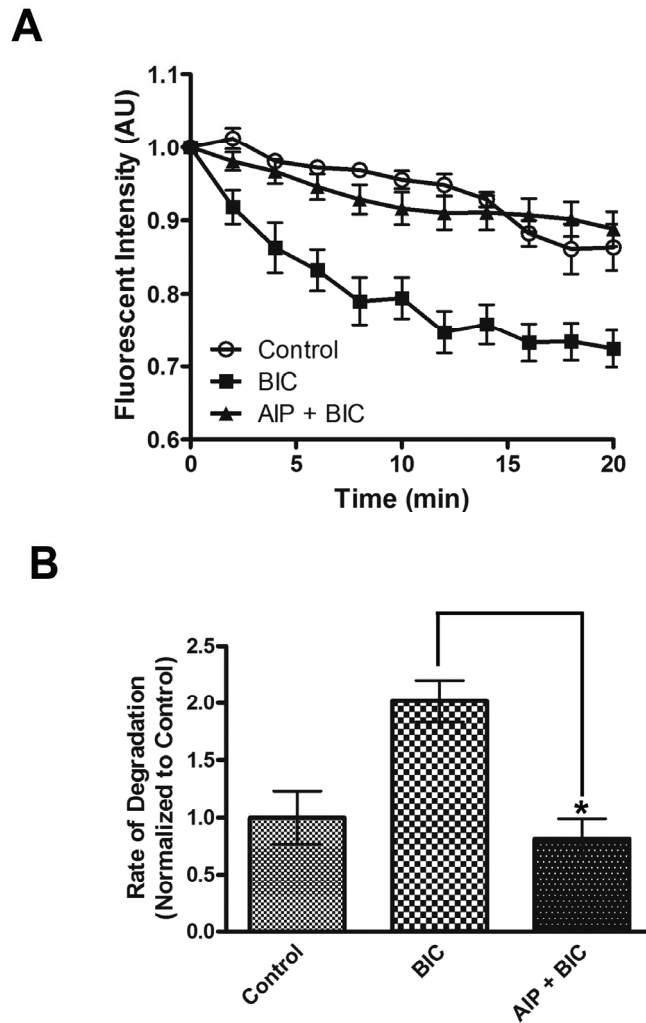 A
Fluorescent Intensity (AU)
1.1
1.0
0.9
0.8
0.7
0.6
Control
BIC
AIP + BIC
0 5 10 15 20
Time (min)
B
Rate of Degradation
(Normalized to Control)
2.5
2.0
1.5
1.0
0.5
0.0
*
Control
BIC
AIP + BIC